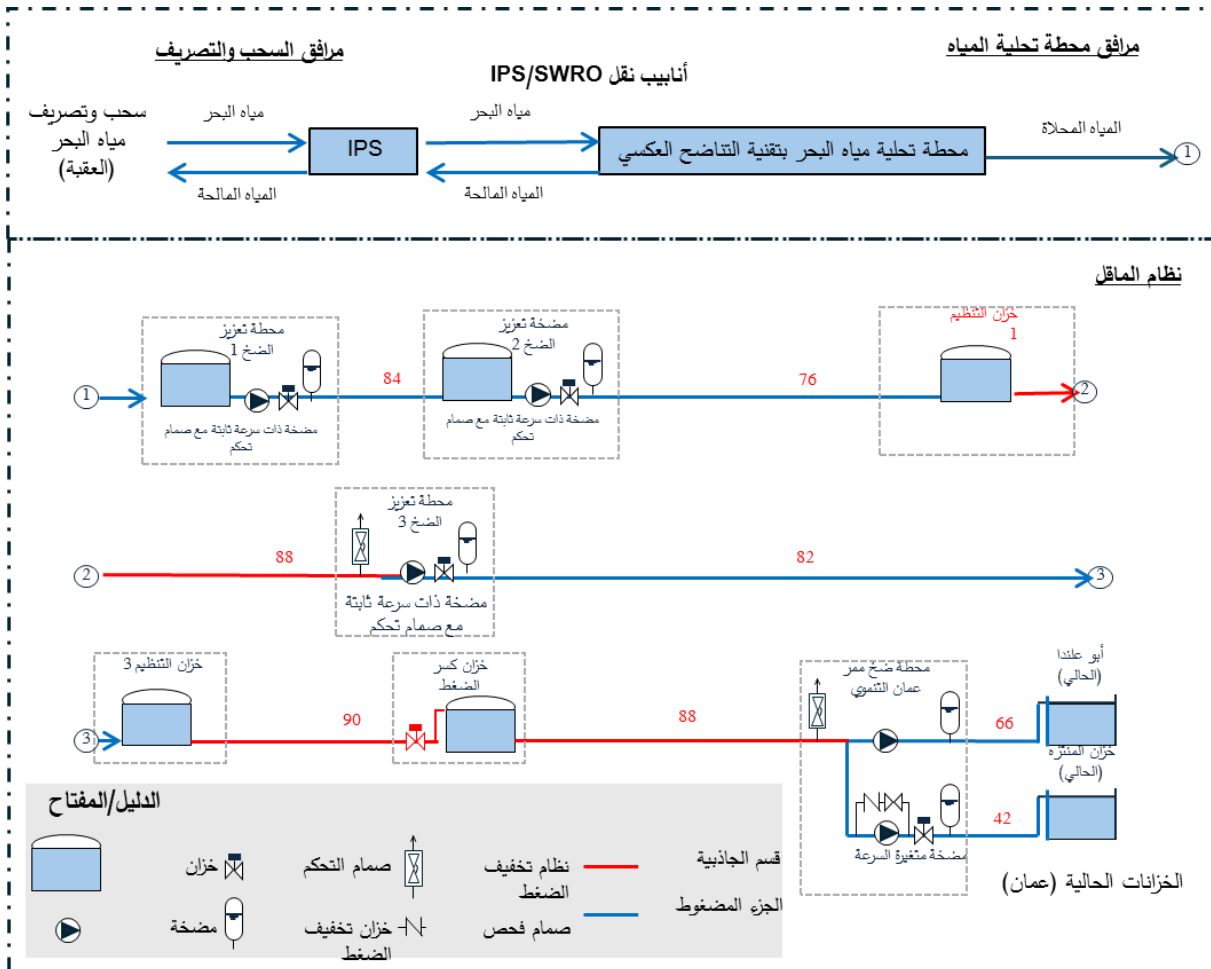 مرافق السحب والتصريف
مرافق محطة تحلية المياه
أنابيب نقل IPS/SWRO
سحب وتصريف
مياه البحر
(العقبة)
مياه البحر
المياه المالحة
IPS
مياه البحر
المياه المالحة
محطة تحلية مياه البحر بتقنية التناضح العكسي
المياه المحلاة
1
نظام الماقل
1
محطة تعزيز
الضخ 1
مضخة ذات سرعة ثابتة مع صمام
تحكم
84
مضخة تعزيز
الضخ 2
مضخة ذات سرعة ثابتة مع صمام
تحكم
76
خزان التنظيم
1
2
2
88
محطة تعزيز
الضخ 3
مضخة ذات سرعة ثابتة
مع صمام تحكم
82
3
3
خزان التنظيم 3
90
خزان كسر
الضغط
88
محطة ضخ ممر
عمان التنموي
مضخة متغيرة السرعة
66
42
أبو علندا
(الحالي)
خزان المنتزه
(الحالي)
الخزانات الحالية (عمان)
الدليل/المفتاح
خزان
مضخة
صمام التحكم
خزان تخفيف
الضغط
نظام تخفيف
الضغط
صمام فحص
قسم الجاذبية
الجزء المضغوط